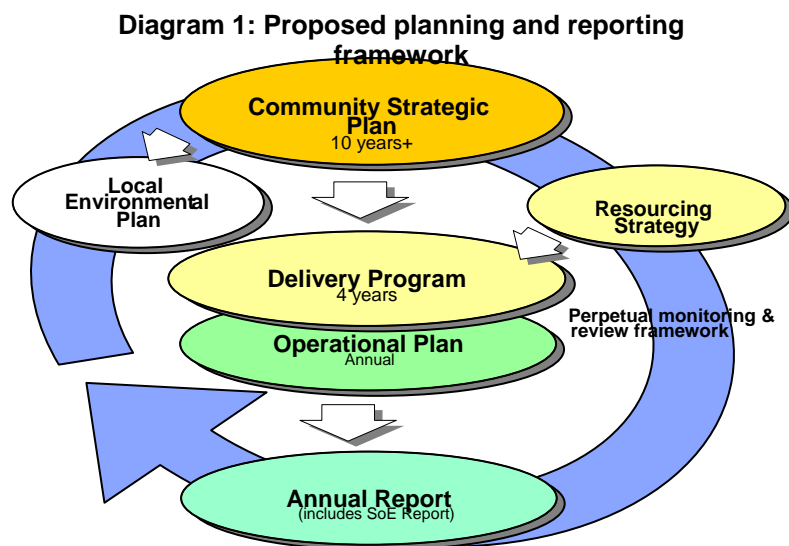 Diagram 1: Proposed planning and reporting
framework
Community Strategic
Plan
10 years+
Local
Environmental
Plan
Resourcing
Strategy
Delivery Program
4 years
Perpetual monitoring &
review framework
Operational Plan
Annual
Annual Report
(includes SoE Report)